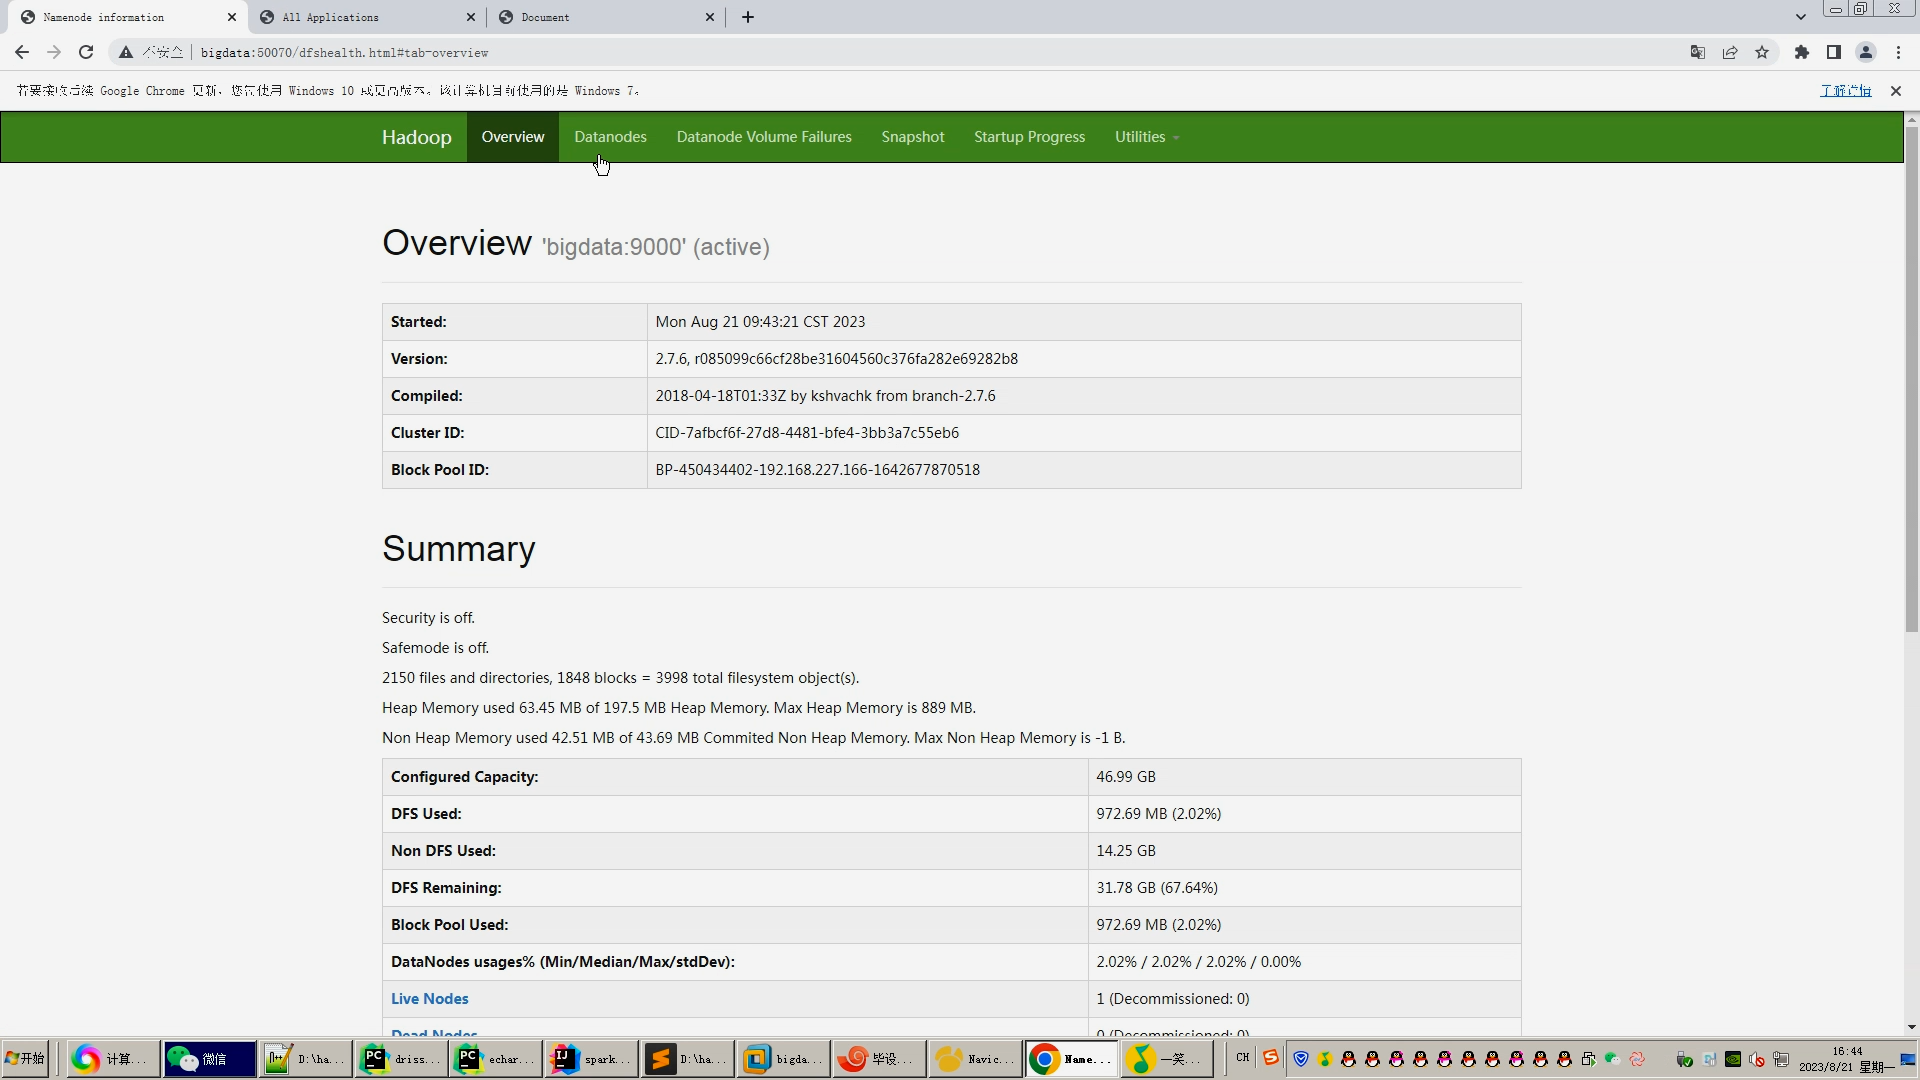 Namenode information
All Applications
Document
不安全
bigdata:50070/dfshealth.html#tab-overview
若要接收后续 Google Chrome 更新，您需使用 Windows 10 或更高版本。该计算机目前使用的是 Windows 7。
了解详情
Hadoop
Overview
Datanodes
Datanode Volume Failures
Snapshot
Startup Progress
Utilities
Overview 'bigdata:9000' (active)
Started: Mon Aug 21 09:43:21 CST 2023
Version: 2.7.6, r085099c66cf28be31604560c376fa282e69282b8
Compiled: 2018-04-18T01:33Z by kshvachk from branch-2.7.6
Cluster ID: CID-7afbcf6f-27d8-4481-bfe4-3bb3a7c55eb6
Block Pool ID: BP-450434402-192.168.227.166-1642677870518
Summary
Security is off.
Safemode is off.
2150 files and directories, 1848 blocks = 3998 total filesystem object(s).
Heap Memory used 63.45 MB of 197.5 MB Heap Memory. Max Heap Memory is 889 MB.
Non Heap Memory used 42.51 MB of 43.69 MB Commited Non Heap Memory. Max Non Heap Memory is -1 B.
Configured Capacity: 46.99 GB
DFS Used: 972.69 MB (2.02%)
Non DFS Used: 14.25 GB
DFS Remaining: 31.78 GB (67.64%)
Block Pool Used: 972.69 MB (2.02%)
DataNodes usages% (Min/Median/Max/stdDev): 2.02% / 2.02% / 2.02% / 0.00%
Live Nodes 1 (Decommissioned: 0)
Dead Nodes 0 (Decommissioned: 0)
开始
计算...
微信
D:\ha...
driss...
echar...
spark...
D:\ha...
bigda...
毕设...
Navic...
Name...
一笑...
CH
16:44
2023/8/21 星期一